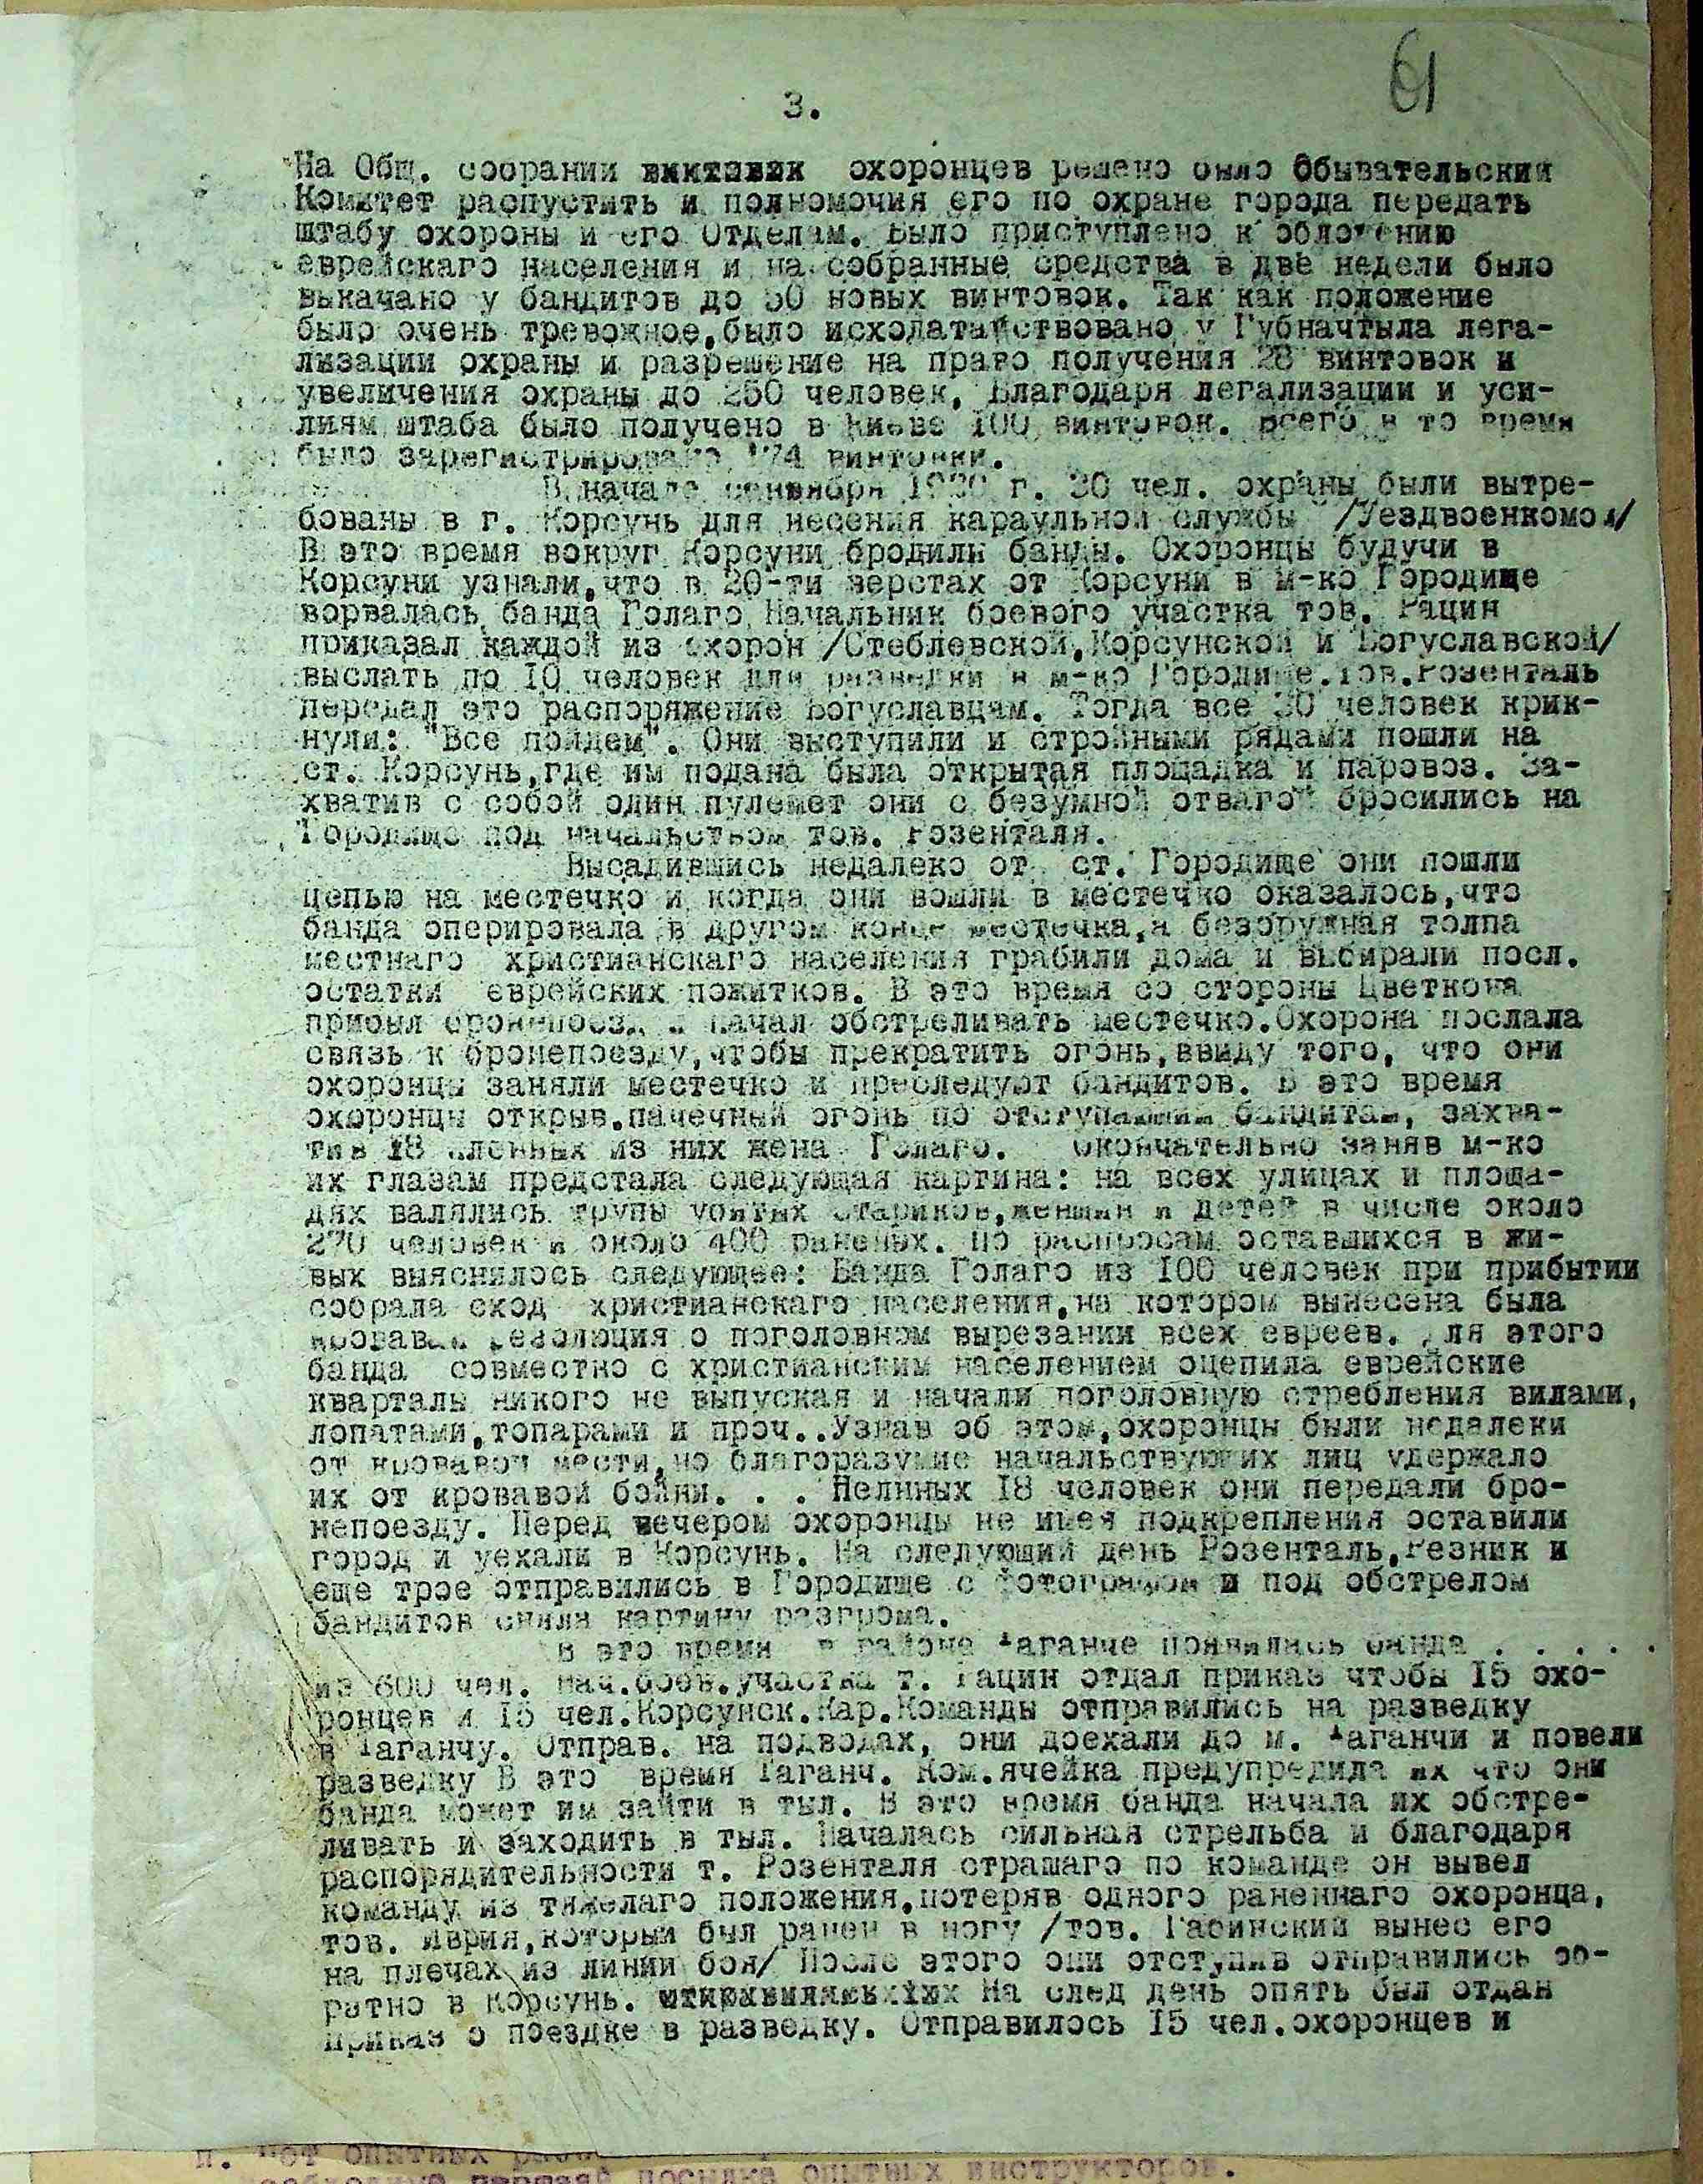 61
3.
На Общ. собрании охоронцев решено было Обывательский
Комитет распустить и полномочия его по охране города передать
штабу охороны и его Отделам. Было приступлено к обложению
еврейскаго населения и на собранные средства в две недели было
выкачано у бандитов до 50 новых винтовок. Так как положение
было очень тревожное,было исходатайствовано у Губначтыла лега-
лизации охраны и разрешение на право получения 28 винтовок и
увеличения охраны до 250 человек, Благодаря легализации и уси-
лиям штаба было получено в Киеве 100 винтовок. Всего в то время
было зарегистрировано 174 винтовки.
В начале сентября 1920 г. 30 чел. охраны были вытре-
бованы в г. Корсунь для несения караульной службы /Уездвоенкомом/
В это время вокруг Корсуни бродили банды. Охоронцы будучи в
Корсуни узнали,что в 20-ти верстах от Корсуни в м-ко Городище
ворвалась банда Голаго Начальник боевого участка тов. Рацин
приказал каждой из охорон /Стеблевской,Корсунской и Богуславской/
выслать по 10 человек для разведки в м-ко Городище.Тов.Розенталь
передал это распоряжение Богуславцам. Тогда все 30 человек крик-
нули: "Все пойдем". Они выступили и стройными рядами пошли на
ст. Корсунь,где им подана была открытая площадка и паровоз. За-
хватив с собой один пулемет они с безумной отвагой бросились на
Городище под начальством тов. Розенталя.
Высадившись недалеко от ст. Городище они пошли
цепью на местечко и когда они вошли в местечко оказалось,что
банда оперировала в другом конце местечка,а безоружная толпа
местнаго христианскаго населения грабили дома и выбирали посл.
остатки еврейских пожитков. В это время со стороны Цветкова
прибыл бронепоезд и начал обстреливать местечко.Охорона послала
связь к бронепоезду,чтобы прекратить огонь,ввиду того, что они
охоронцы заняли местечко и преследуют бандитов. В это время
охоронцы открыв.пачечный огонь по отступавшим бандитам, захва-
тив 18 пленных из них жена Голаго. Окончательно заняв м-ко
их глазам предстала следующая картина: на всех улицах и площа-
дях валялись трупы убитых стариков,женщин и детей в числе около
270 человек и около 400 раненых. По распросам оставшихся в жи-
вых выяснилось следующее: Банда Голаго из 100 человек при прибытии
собрала сход христианскаго населения,на котором вынесена была
кровавая резолюция о поголовном вырезании всех евреев. Для этого
банда совместно с христианским населением оцепила еврейские
кварталы никого не выпуская и начали поголовную стребления вилами,
лопатами,топарами и проч..Узнав об этом,охоронцы были недалеки
от кровавой мести,но благоразумие начальствующих лиц удержало
их от кровавой бойни. . . Пелнных 18 человек они передали бро-
непоезду. Перед вечером охоронцы не имея подкрепления оставили
город и уехали в Корсунь. На следующий день Розенталь,Резник и
еще трое отправились в Городище с фотографом и под обстрелом
бандитов сняли картину разгрома.
В это время в районе Таганче появилась банда . . . . .
из 600 чел. Нач.боев.участка т. Рацин отдал приказ чтобы 15 охо-
ронцев и 15 чел.Корсунск.Кар.Команды отправились на разведку
в Таганчу. Отправ. на подводах, они доехали до м. Таганчи и повели
разведку В это время Таганч. Ком.ячейка предупредила их что они
банда может им зайти в тыл. В это время банда начала их обстре-
ливать и заходить в тыл. Началась сильная стрельба и благодаря
распорядительности т. Розенталя страшаго по команде он вывел
команду из тяжелаго положения,потеряв одного раненнаго охоронца,
тов. который был ранен в ногу /тов. вынес его
на плечах из линии боя/ После этого они отступив отправились об-
ратно в Корсунь. На след день опять был отдан
приказ о поездке в разведку. Отправилось 15 чел.охоронцев и
п. опытных
посылка опытных инструкторов.